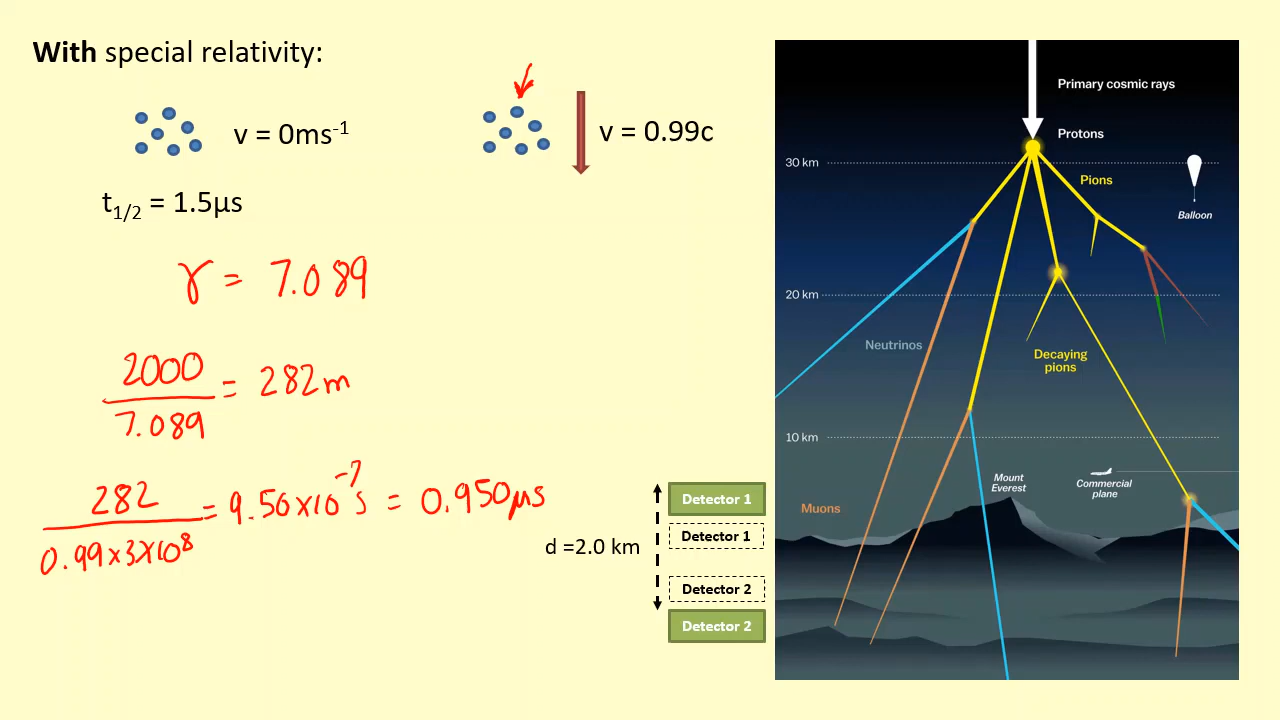 With special relativity:
v = 0ms⁻¹
v = 0.99c
t₁/₂ = 1.5μs
γ = 7.089
2000
7.089
= 282m
282
0.99×3×10⁸
= 9.50×10⁻⁷s = 0.950μs
d =2.0 km
Detector 1
Detector 1
Detector 2
Detector 2
Primary cosmic rays
Protons
30 km
Pions
Balloon
20 km
Neutrinos
Decaying
pions
10 km
Mount
Everest
Commercial
plane
Muons